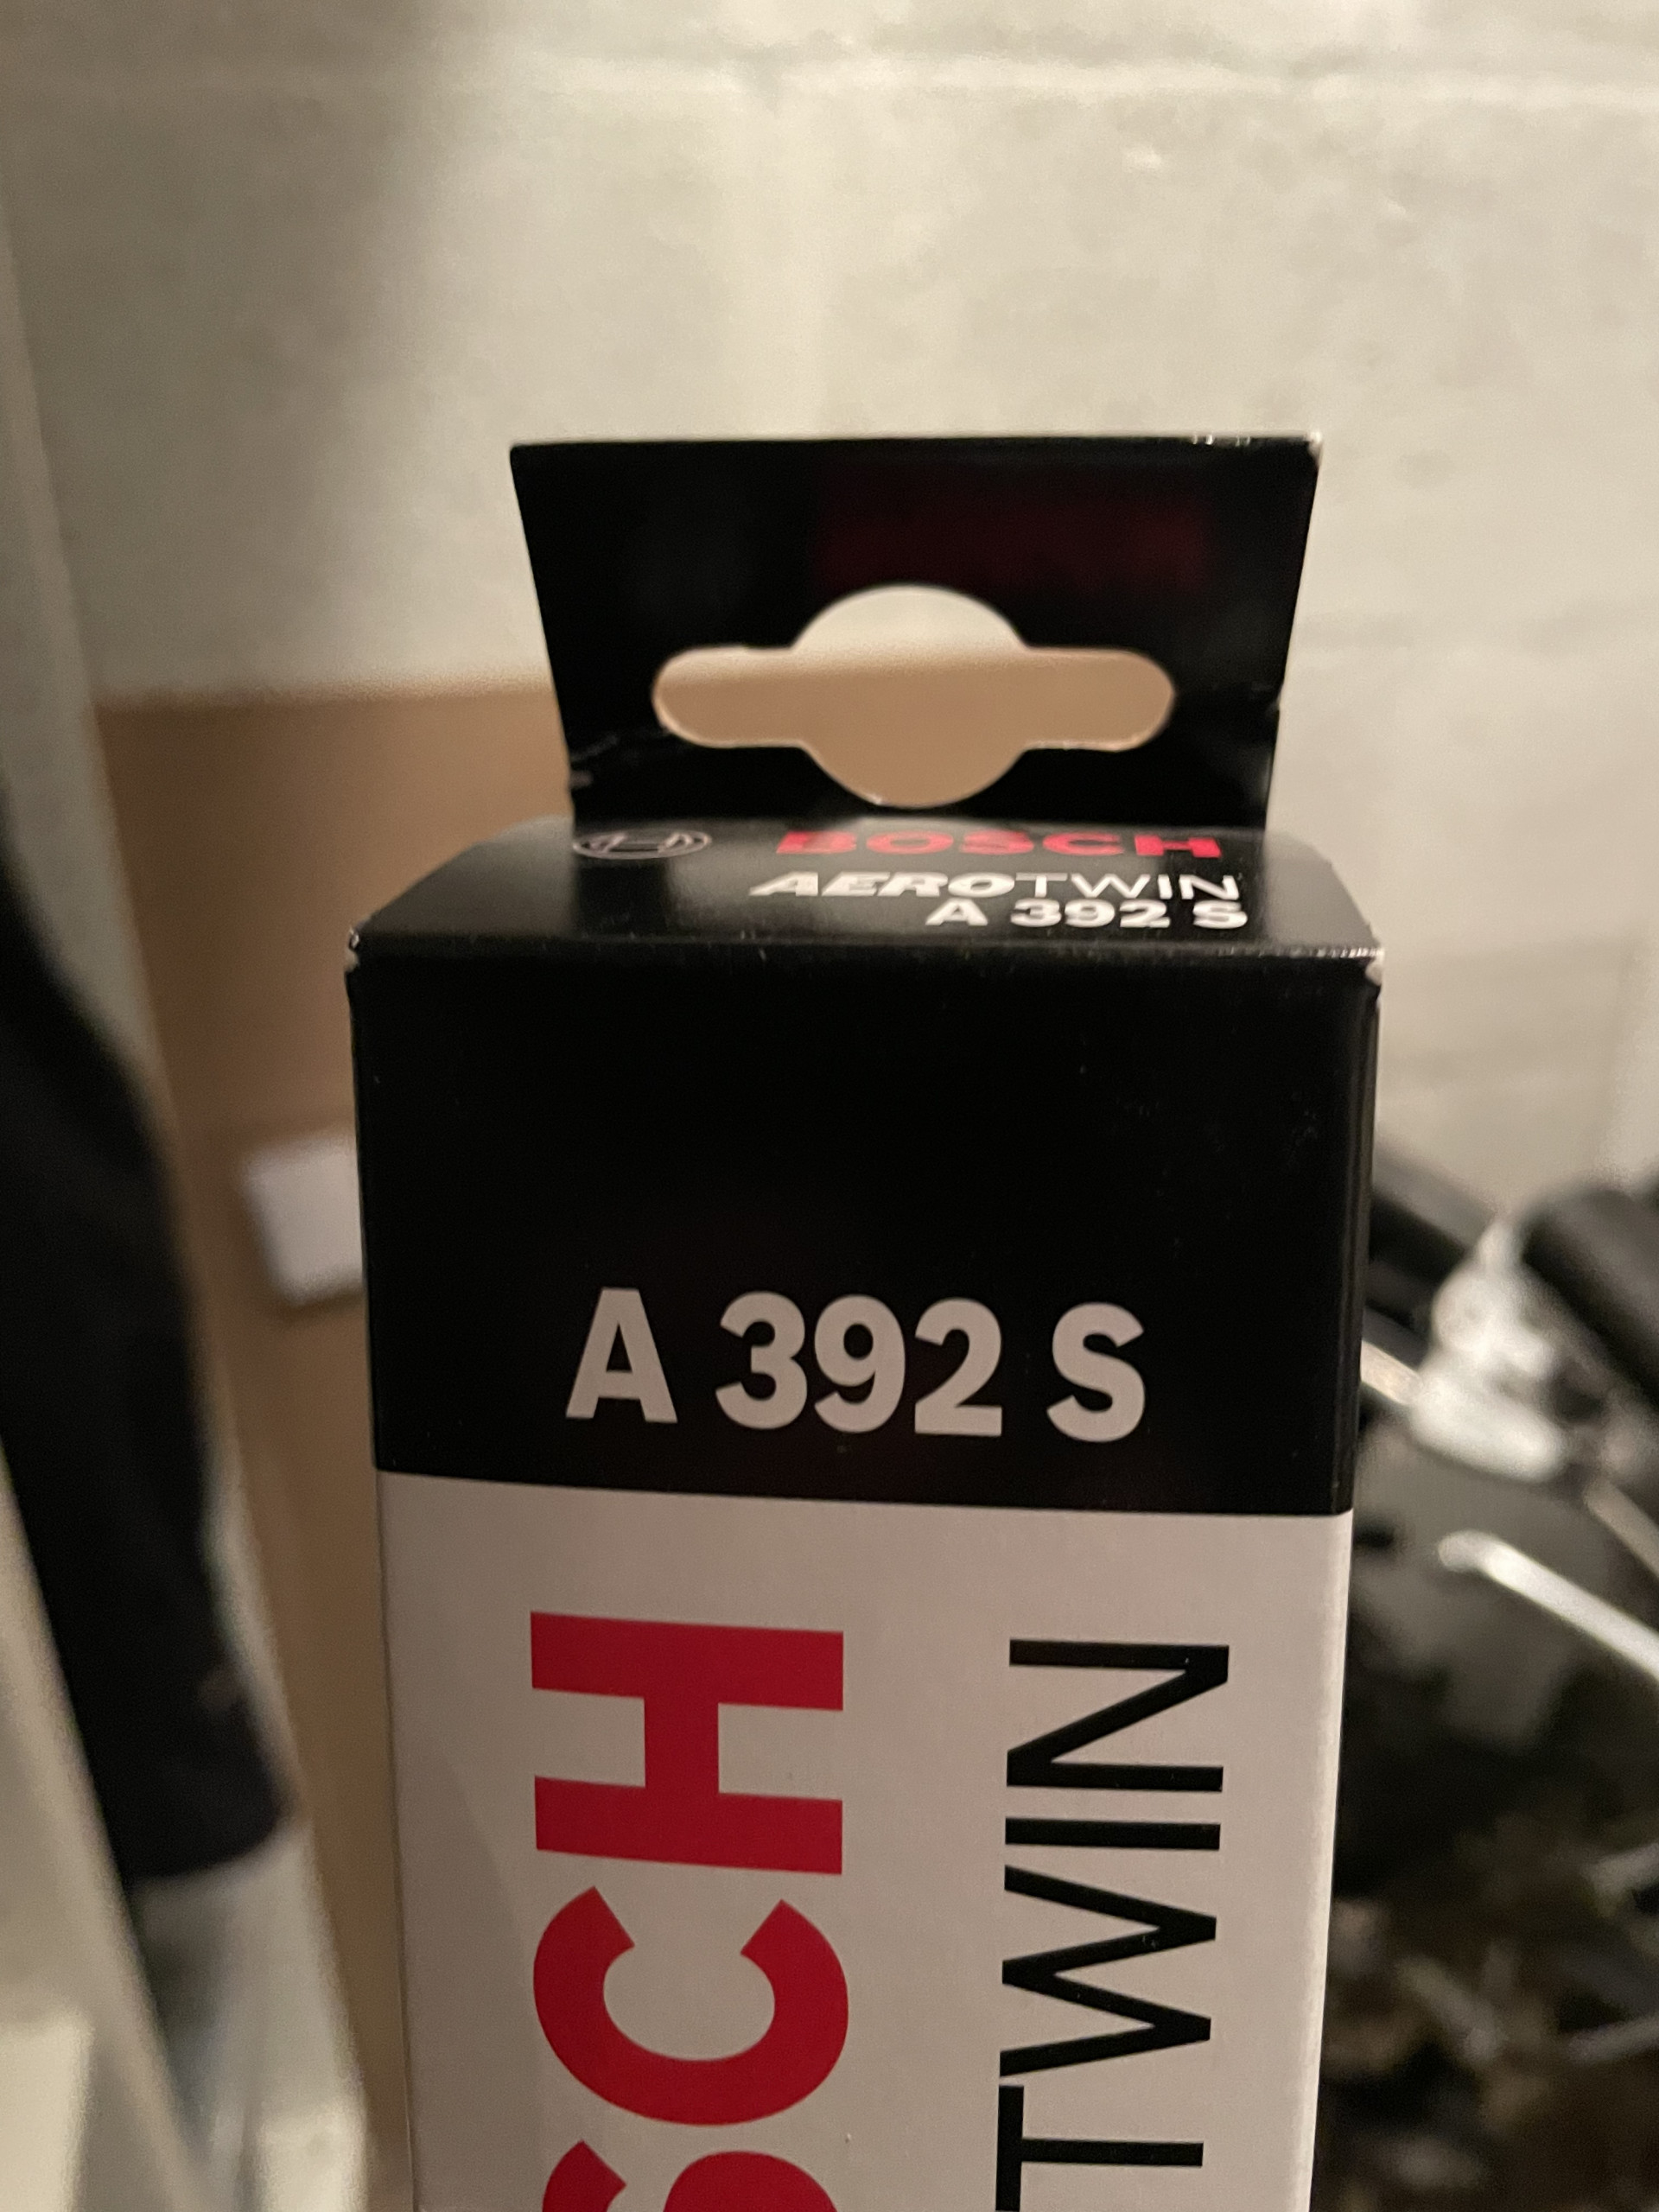 BOSCH
AEROTWIN
A 392 S
A 392 S
SCH
TWIN